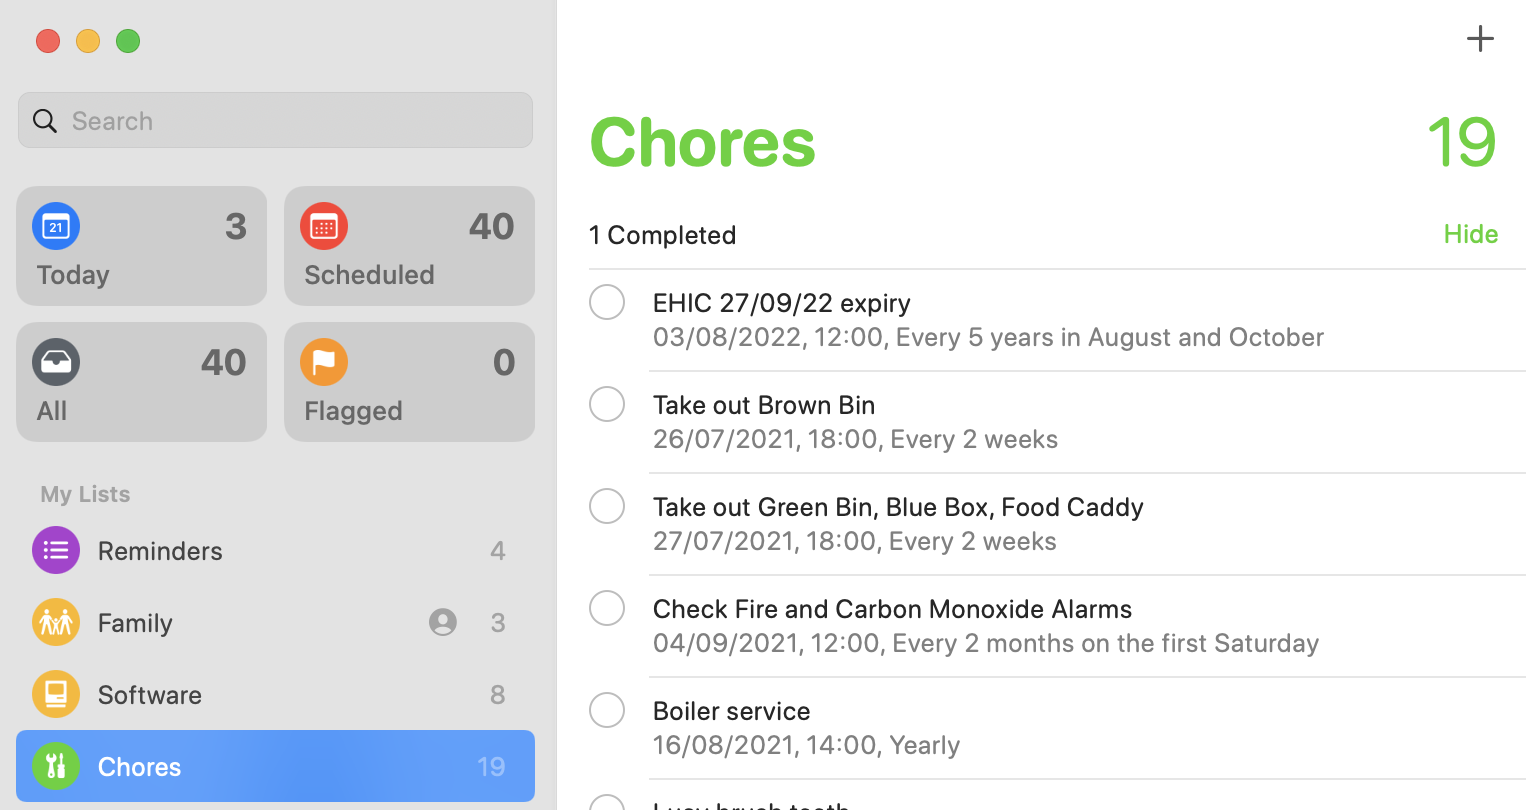 Search
21
3
Today
40
Scheduled
40
All
0
Flagged
My Lists
Reminders 4
Family 3
Software 8
Chores 19
Chores 19
1 Completed Hide
EHIC 27/09/22 expiry
03/08/2022, 12:00, Every 5 years in August and October
Take out Brown Bin
26/07/2021, 18:00, Every 2 weeks
Take out Green Bin, Blue Box, Food Caddy
27/07/2021, 18:00, Every 2 weeks
Check Fire and Carbon Monoxide Alarms
04/09/2021, 12:00, Every 2 months on the first Saturday
Boiler service
16/08/2021, 14:00, Yearly
Lucy brush teeth